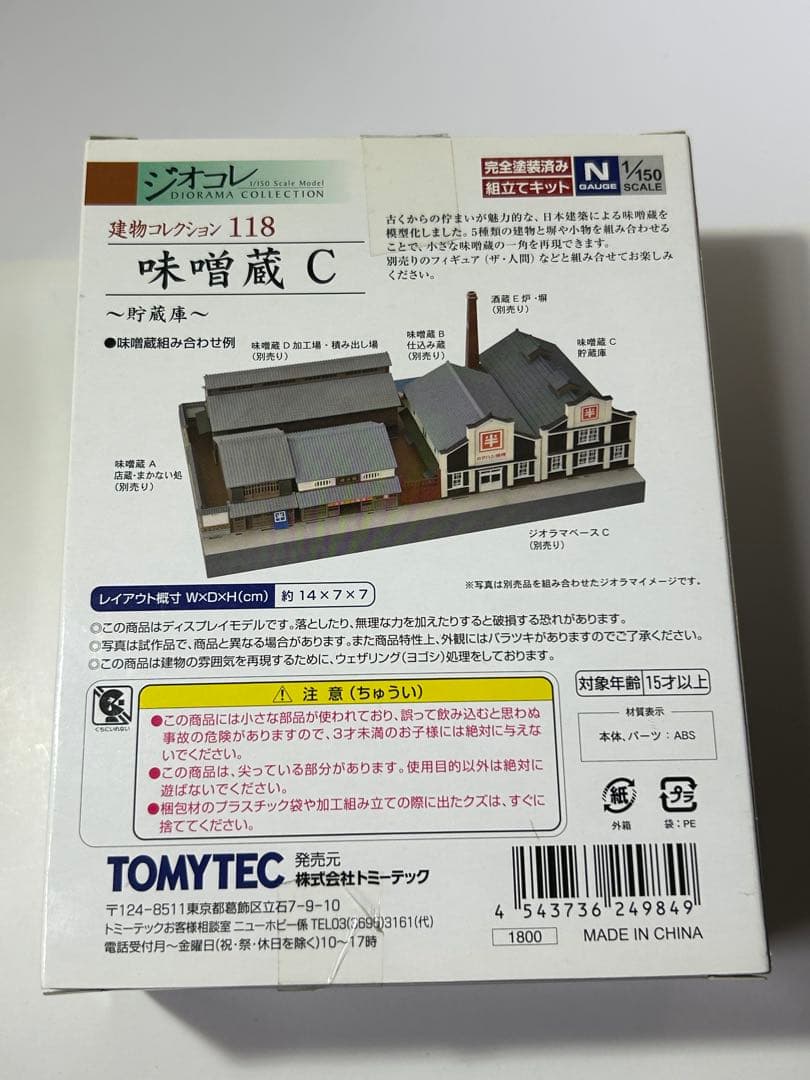 ジオコレ
1/150 Scale Model
DIORAMA COLLECTION
完全塗装済み
組立てキット
N
GAUGE
1/150
SCALE
建物コレクション 118
味噌蔵 C
〜貯蔵庫〜
古くからの佇まいが魅力的な、日本建築による味噌蔵を
模型化しました。5種類の建物と塀や小物を組み合わせる
ことで、小さな味噌蔵の一角を再現できます。
別売りのフィギュア(ザ・人間)などと組み合せてお楽しみ
ください。
●味噌蔵組み合わせ例
味噌蔵D 加工場・積み出し場
(別売り)
味噌蔵B
仕込み蔵
(別売り)
酒蔵E 炉・塀
(別売り)
味噌蔵C
貯蔵庫
味噌蔵A
店蔵・まかない処
(別売り)
半
半
半
ジオラマベースC
(別売り)
※写真は別売品を組み合わせたジオラマイメージです。
レイアウト概寸 W×D×H(cm) 約 14×7×7
◎この商品はディスプレイモデルです。落としたり、無理な力を加えたりすると破損する恐れがあります。
◎写真は試作品で、商品と異なる場合があります。また商品特性上、外観にはバラツキがありますのでご了承ください。
◎この商品は建物の雰囲気を再現するために、ウェザリング(ヨゴシ)処理をしております。
くちにいれない
注 意(ちゅうい)
●この商品には小さな部品が使われており、誤って飲み込むと思わぬ
事故の危険がありますので、3才未満のお子様には絶対に与えな
いでください。
●この商品は、尖っている部分があります。使用目的以外は絶対に
遊ばないでください。
●梱包材のプラスチック袋や加工組み立ての際に出たクズは、すぐに
捨ててください。
対象年齢 15才以上
材質表示
本体、パーツ:ABS
紙
外箱
プラ
袋:PE
TOMYTEC
発売元
株式会社トミーテック
〒124-8511東京都葛飾区立石7-9-10
トミーテックお客様相談室 ニューホビー係 TEL03(3695)3161(代)
電話受付月〜金曜日(祝・祭・休日を除く)10〜17時
4 543736 249849
1800
MADE IN CHINA